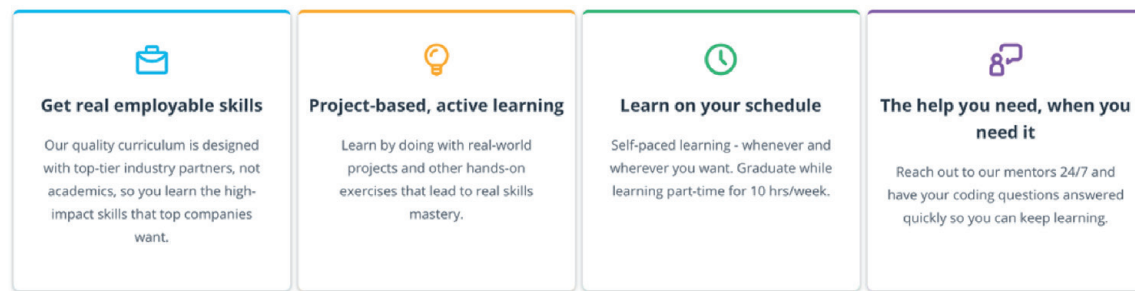 Get real employable skills
Our quality curriculum is designed
with top-tier industry partners, not
academics, so you learn the high-
impact skills that top companies
want.
Project-based, active learning
Learn by doing with real-world
projects and other hands-on
exercises that lead to real skills
mastery.
Learn on your schedule
Self-paced learning - whenever and
wherever you want. Graduate while
learning part-time for 10 hrs/week.
The help you need, when you
need it
Reach out to our mentors 24/7 and
have your coding questions answered
quickly so you can keep learning.